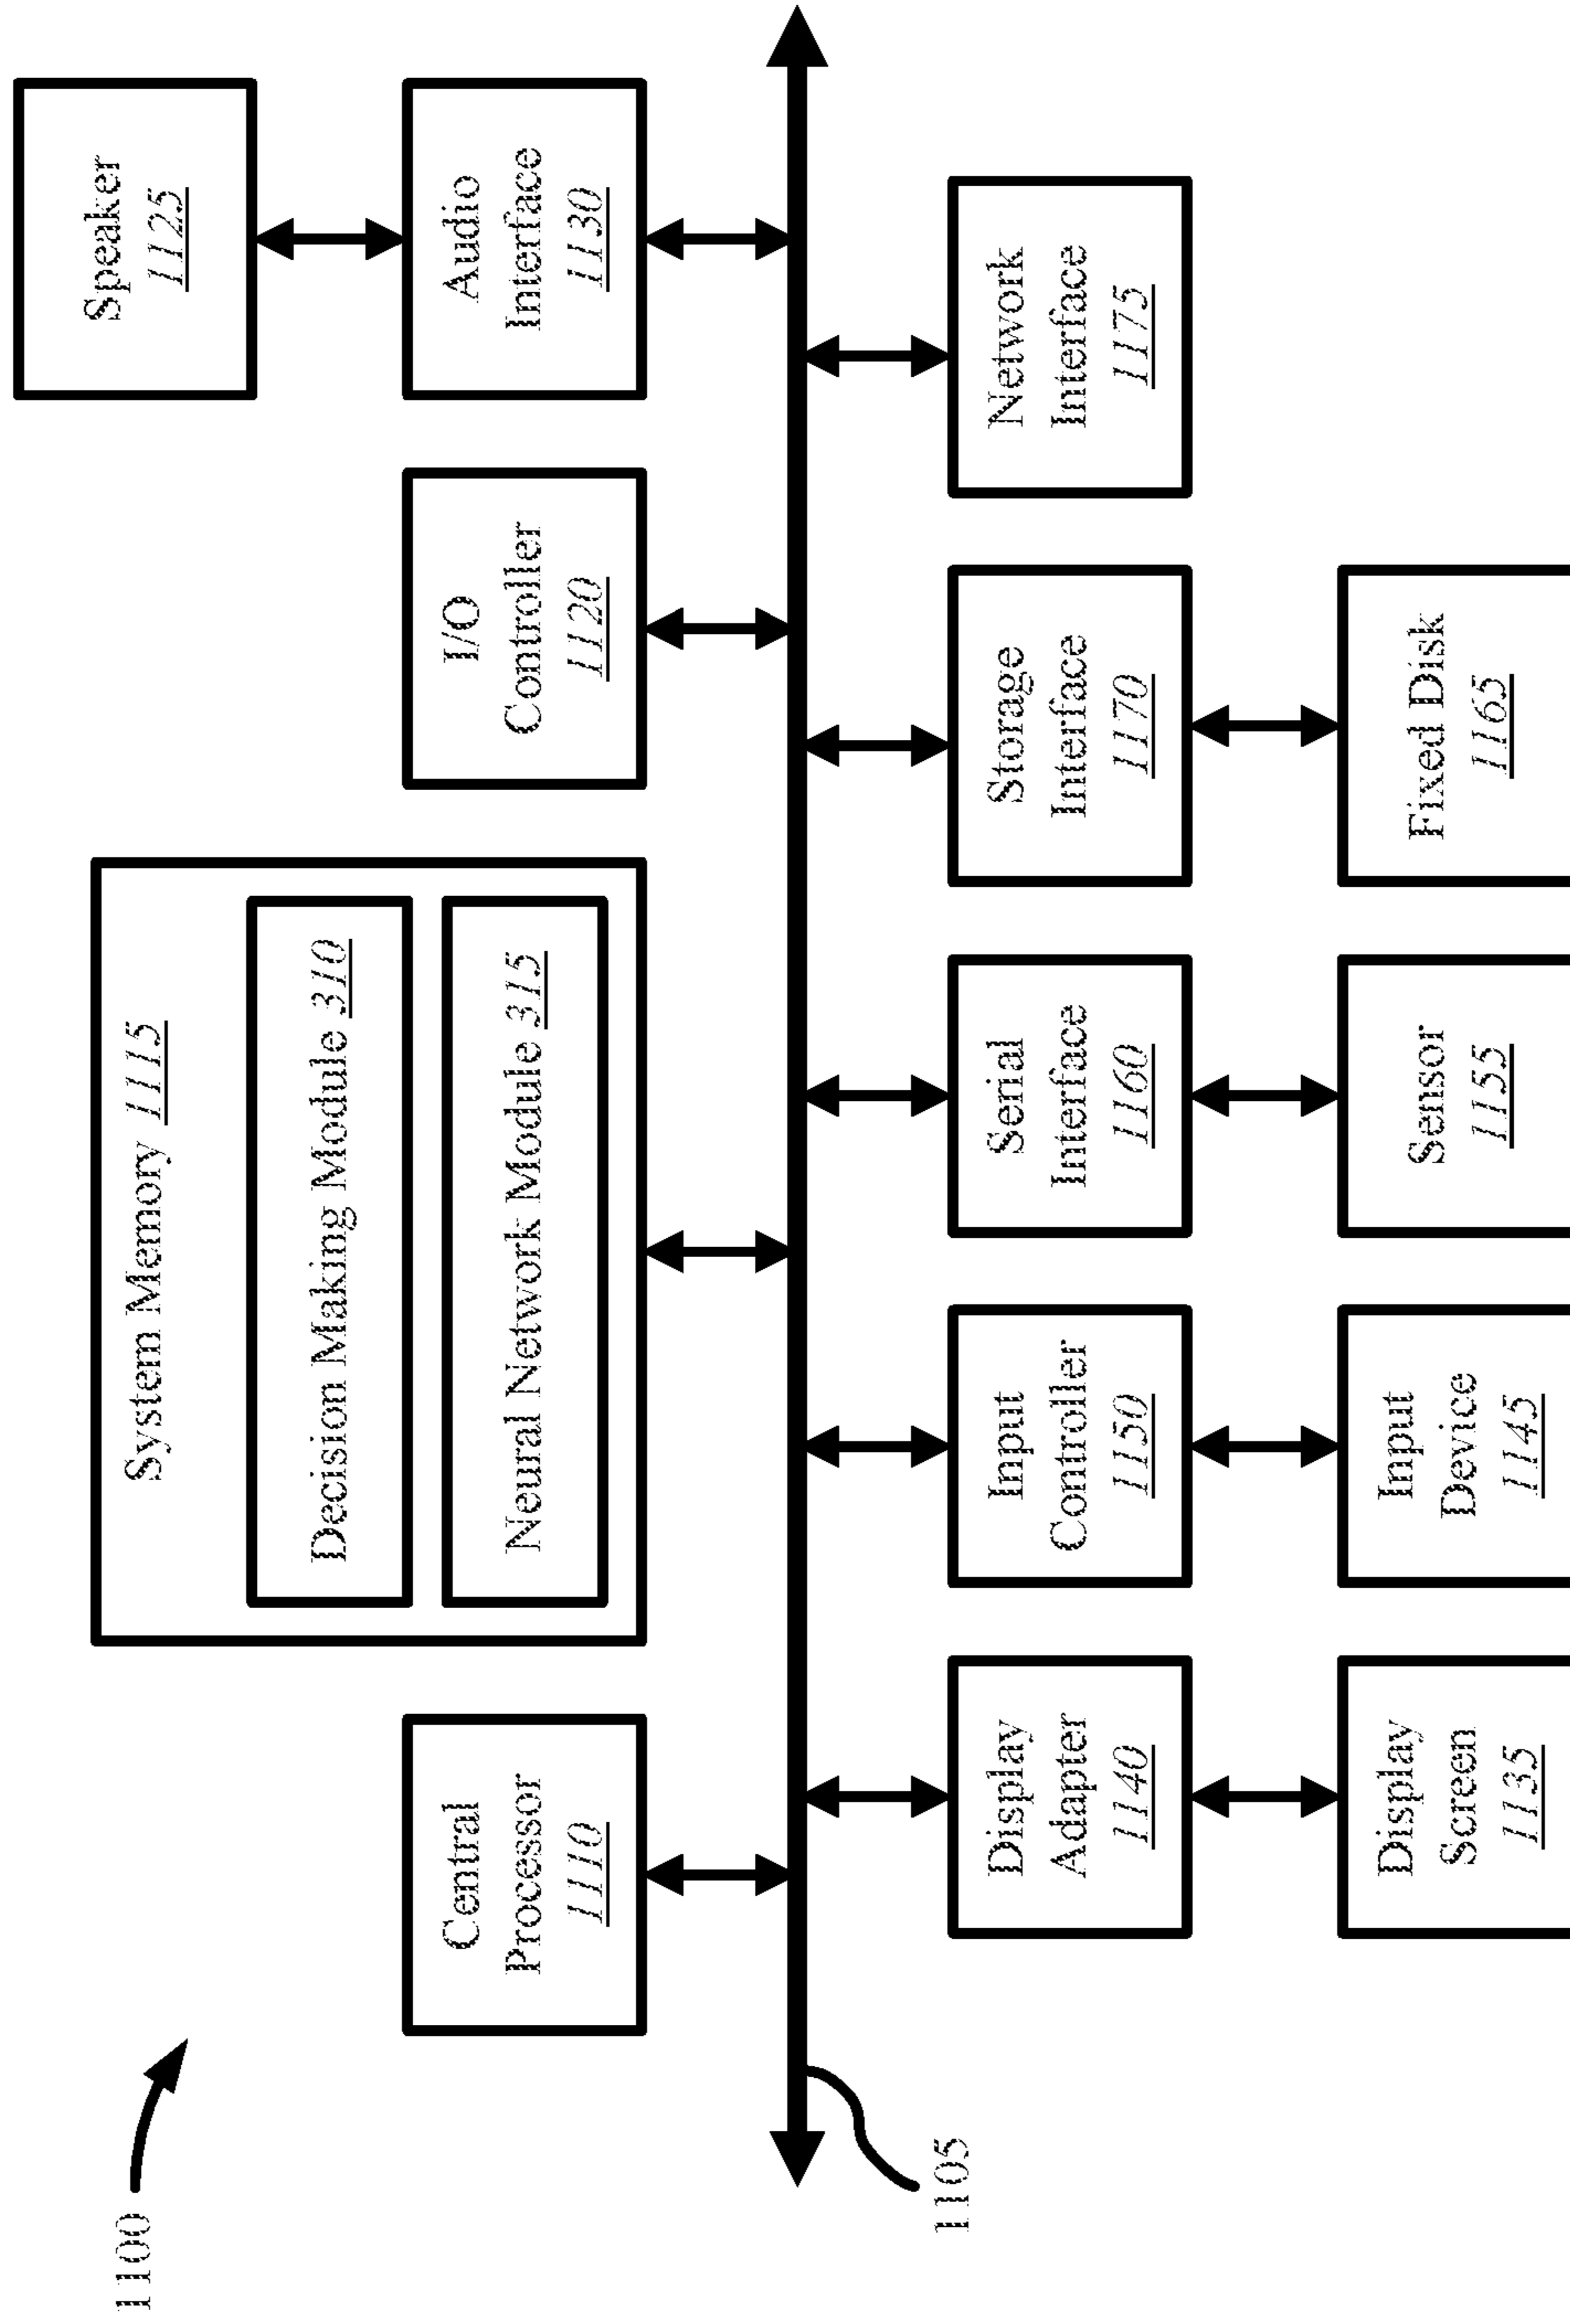 1100
Speaker
1125
System Memory 1115
Decision Making Module 310
Neural Network Module 315
Central
Processor
1110
I/O
Controller
1120
Audio
Interface
1130
1105
Display
Adapter
1140
Input
Controller
1150
Serial
Interface
1160
Storage
Interface
1170
Network
Interface
1175
Display
Screen
1135
Input
Device
1145
Sensor
1155
Fixed Disk
1165